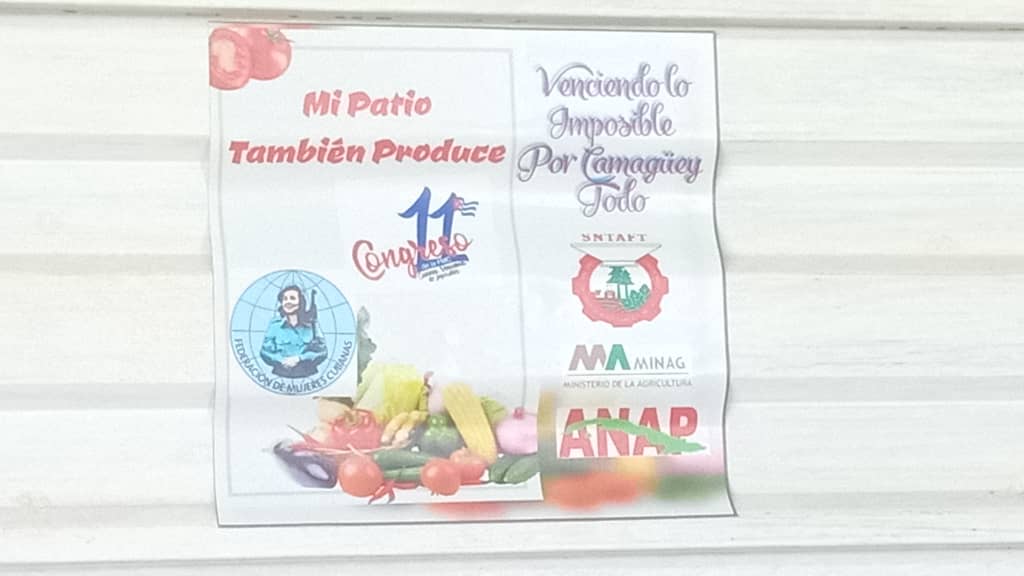 Mi Patio
También Produce
11
Congreso
FEDERACIÓN DE MUJERES CUBANAS
Venciendo lo
Imposible
Por Camagüey
Todo
SNTAFT
MINAG
MINISTERIO DE LA AGRICULTURA
ANAP